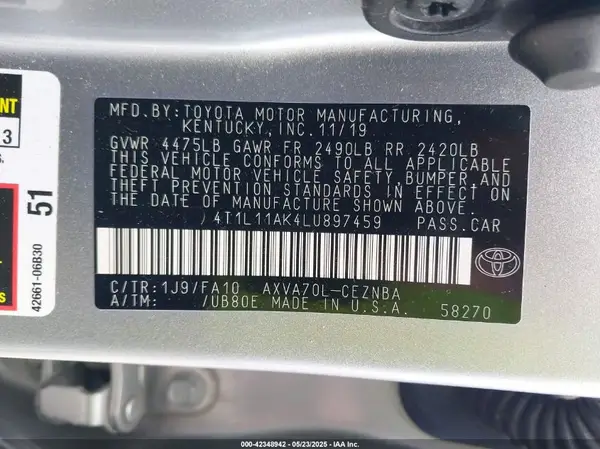 MFD.BY:TOYOTA MOTOR MANUFACTURING,
KENTUCKY,INC.11/19
GVWR 4475LB GAWR FR 2490LB RR 2420LB
THIS VEHICLE CONFORMS TO ALL APPLICABLE
FEDERAL MOTOR VEHICLE SAFETY, BUMPER AND
THEFT PREVENTION STANDARDS IN EFFECT ON
THE DATE OF MANUFACTURE SHOWN ABOVE.
4T1L11AK4LU897459 PASS.CAR
C/TR:1J9/FA10 AXVA70L-CEZNBA
A/TM: /UB80E MADE IN U.S.A.
58270
NT
3
s.
s
51
42661-06B30
000-42348942 — 05/23/2025 — IAA Inc.